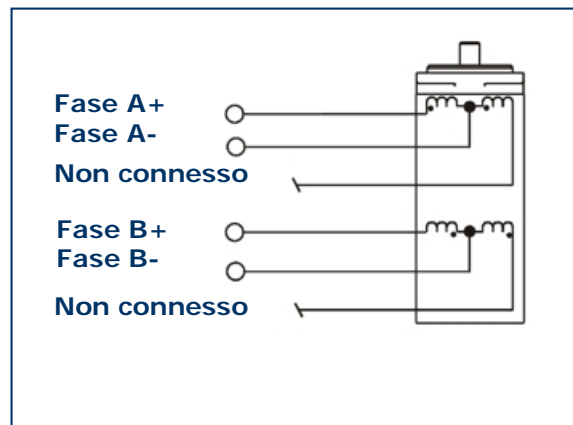 Fase A+
Fase A-
Non connesso
Fase B+
Fase B-
Non connesso